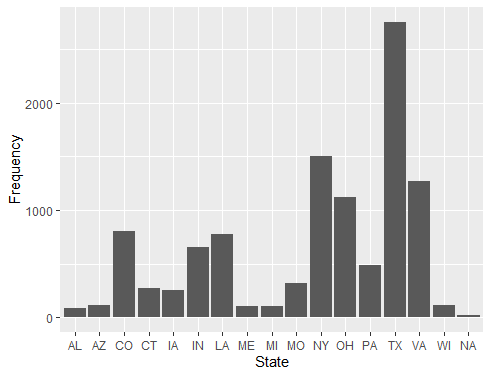 Frequency
2000
1000
0
AL AZ CO CT IA IN LA ME MI MO NY OH PA TX VA WI NA
State